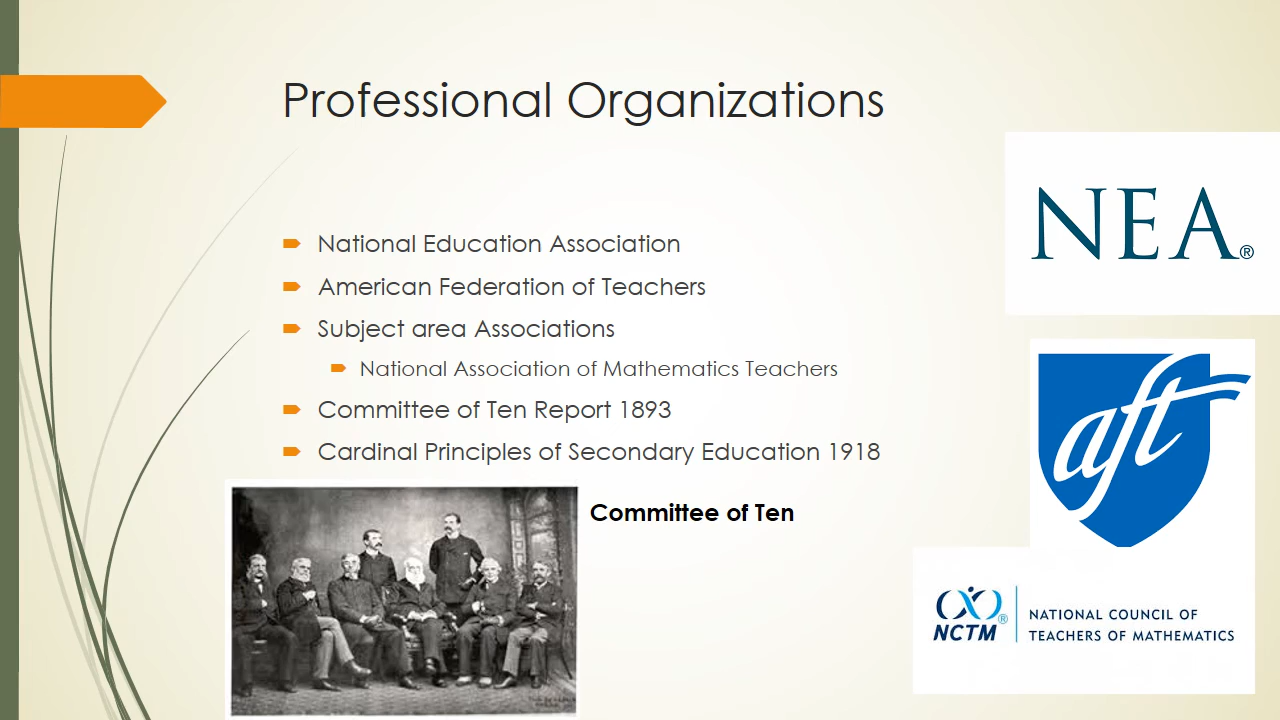 Professional Organizations
National Education Association
American Federation of Teachers
Subject area Associations
National Association of Mathematics Teachers
Committee of Ten Report 1893
Cardinal Principles of Secondary Education 1918
Committee of Ten
NEA®
aft
NCTM®
NATIONAL COUNCIL OF
TEACHERS OF MATHEMATICS